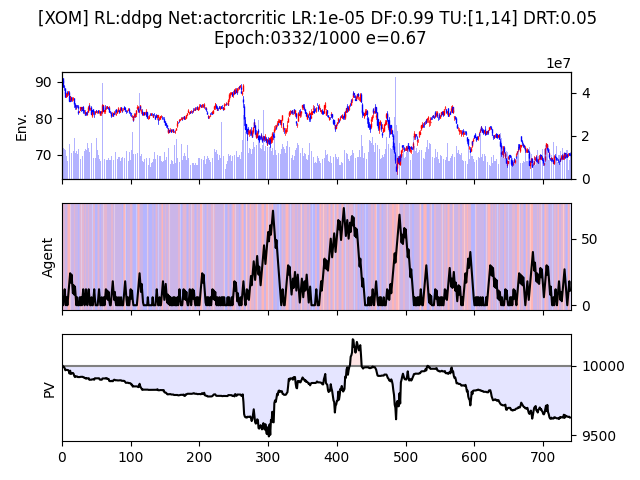 [XOM] RL:ddpg Net:actorcritic LR:1e-05 DF:0.99 TU:[1,14] DRT:0.05
Epoch:0332/1000 e=0.67
1e7
90
80
70
Env.
4
2
0
Agent
50
0
PV
10000
9500
0 100 200 300 400 500 600 700